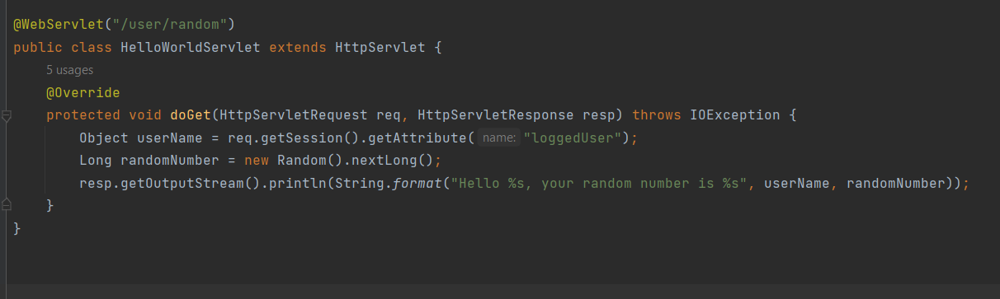 @WebServlet("/user/random")
public class HelloWorldServlet extends HttpServlet {
5 usages
@Override
protected void doGet(HttpServletRequest req, HttpServletResponse resp) throws IOException {
Object userName = req.getSession().getAttribute( name: "loggedUser");
Long randomNumber = new Random().nextLong();
resp.getOutputStream().println(String.format("Hello %s, your random number is %s", userName, randomNumber));
}
}